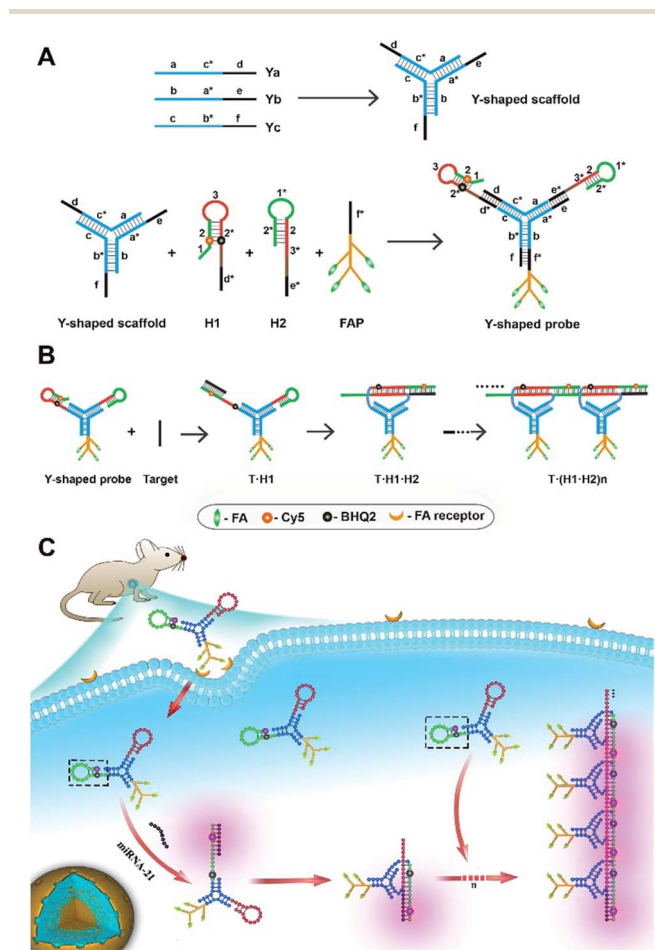 A
a c* d Ya
b a* e Yb
c b* f Yc
d c* a e
c a*
b* b
f
Y-shaped scaffold
d c* a e
c a*
b* b
f
+
3
2 2*
1
d*
+
1*
2* 2
3*
e*
+
f*
3 2 1
2*
d* d c* a e* 3* 2 1*
c a* e 2*
b* b
f f*
Y-shaped scaffold H1 H2 FAP Y-shaped probe
B
+
Y-shaped probe Target T·H1 T·H1·H2 T·(H1·H2)n
- FA - Cy5 - BHQ2 - FA receptor
C
miRNA-21
n